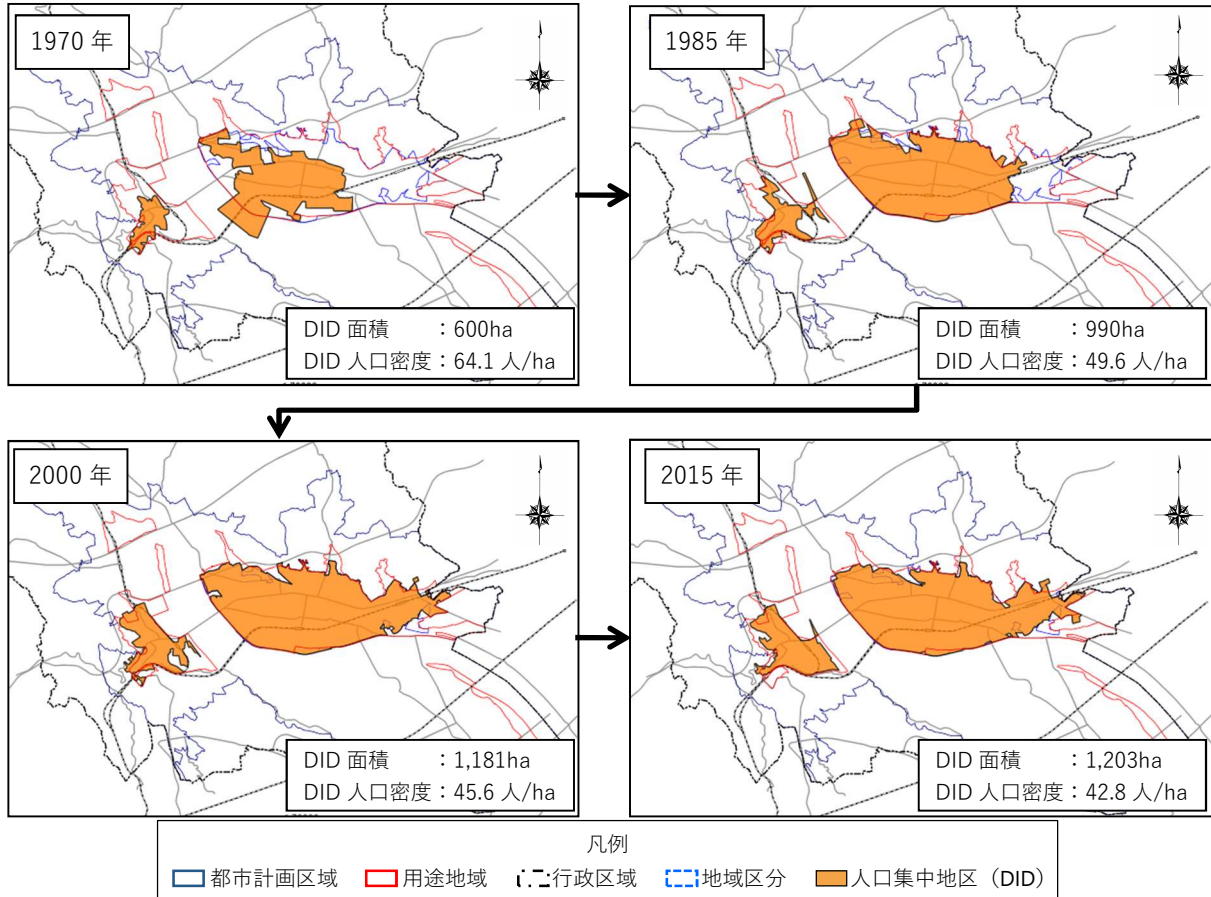 1970 年
DID 面積 ：600ha
DID 人口密度：64.1 人/ha
1985 年
DID 面積 ：990ha
DID 人口密度：49.6 人/ha
2000 年
DID 面積 ：1,181ha
DID 人口密度：45.6 人/ha
2015 年
DID 面積 ：1,203ha
DID 人口密度：42.8 人/ha
凡例
都市計画区域 用途地域 行政区域 地域区分 人口集中地区（DID）